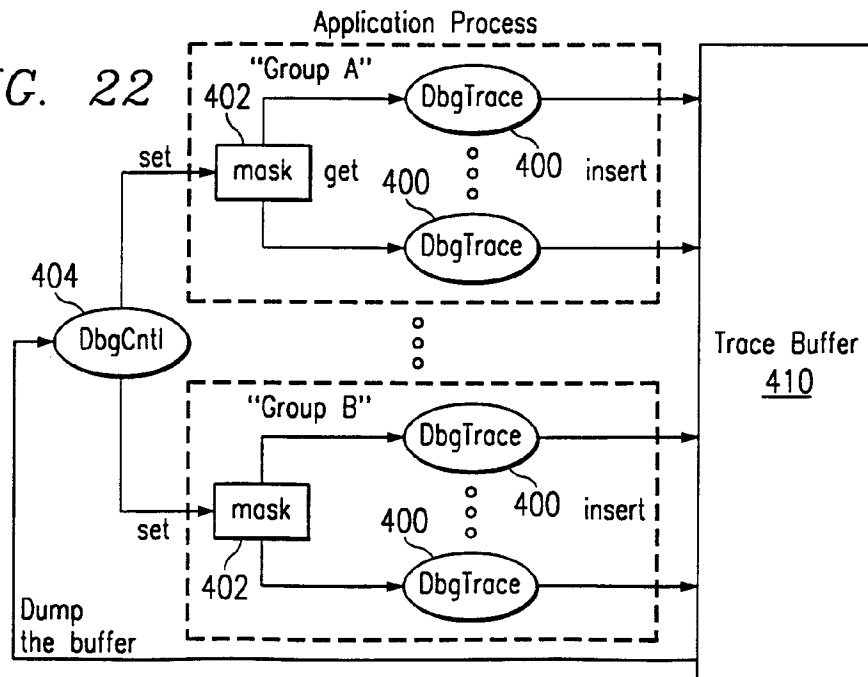 Application Process
G. 22
"Group A"
402
DbgTrace
set
mask
get
400
400
insert
DbgTrace
404
DbgCntl
Trace Buffer
410
"Group B"
DbgTrace
mask
400
400
insert
set
402
DbgTrace
Dump
the buffer